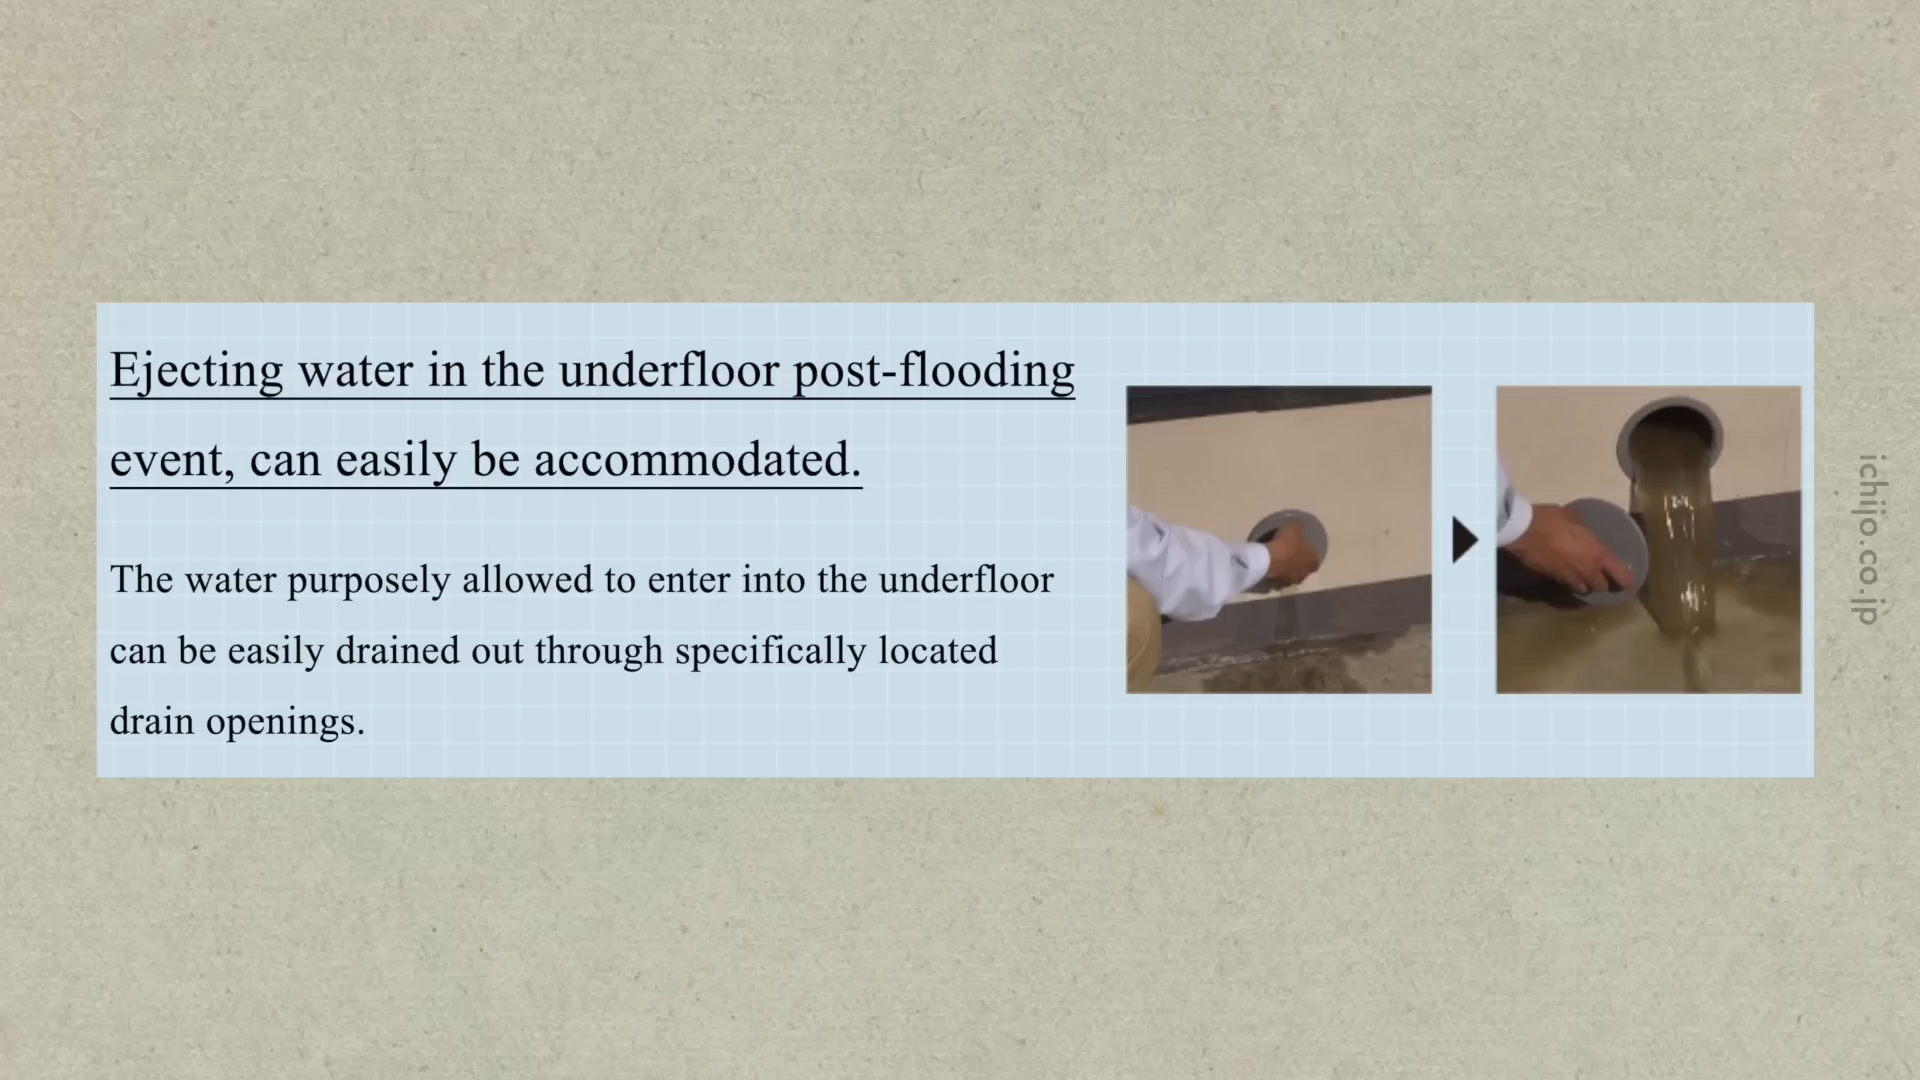 Ejecting water in the underfloor post-flooding
event, can easily be accommodated.
The water purposely allowed to enter into the underfloor
can be easily drained out through specifically located
drain openings.
ichijo.co.jp